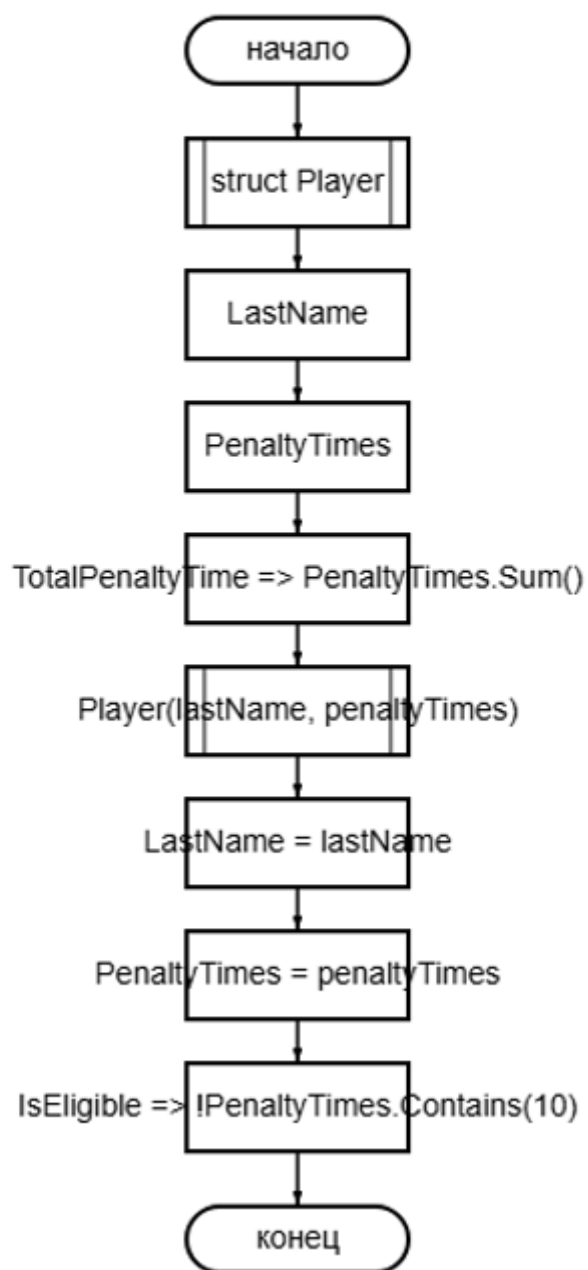 начало
struct Player
LastName
PenaltyTimes
TotalPenaltyTime => PenaltyTimes.Sum()
Player(lastName, penaltyTimes)
LastName = lastName
PenaltyTimes = penaltyTimes
IsEligible => !PenaltyTimes.Contains(10)
конец